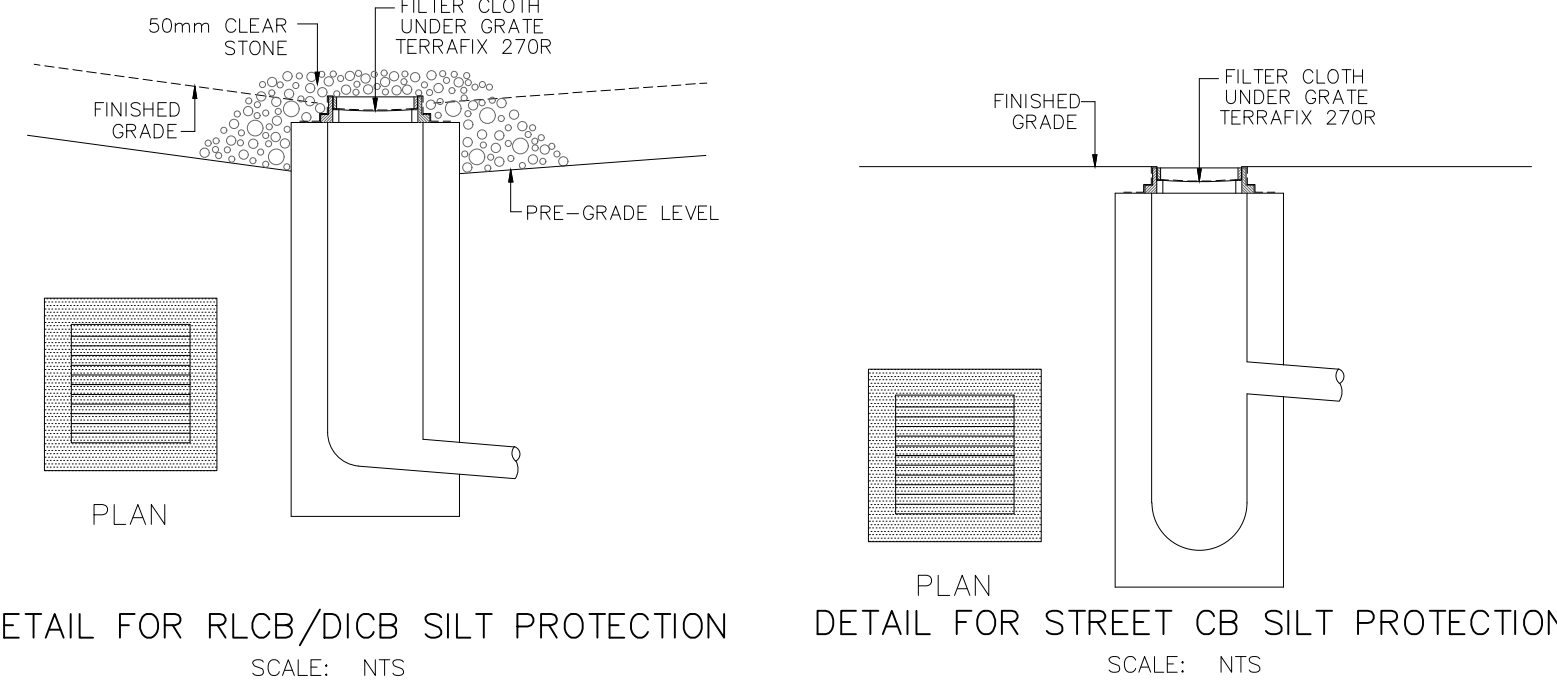 50mm CLEAR
STONE
FILTER CLOTH
UNDER GRATE
TERRAFIX 270R
FINISHED
GRADE
PRE-GRADE LEVEL
PLAN
ETAIL FOR RLCB/DICB SILT PROTECTION
SCALE: NTS
FILTER CLOTH
UNDER GRATE
TERRAFIX 270R
FINISHED
GRADE
PLAN
DETAIL FOR STREET CB SILT PROTECTION
SCALE: NTS